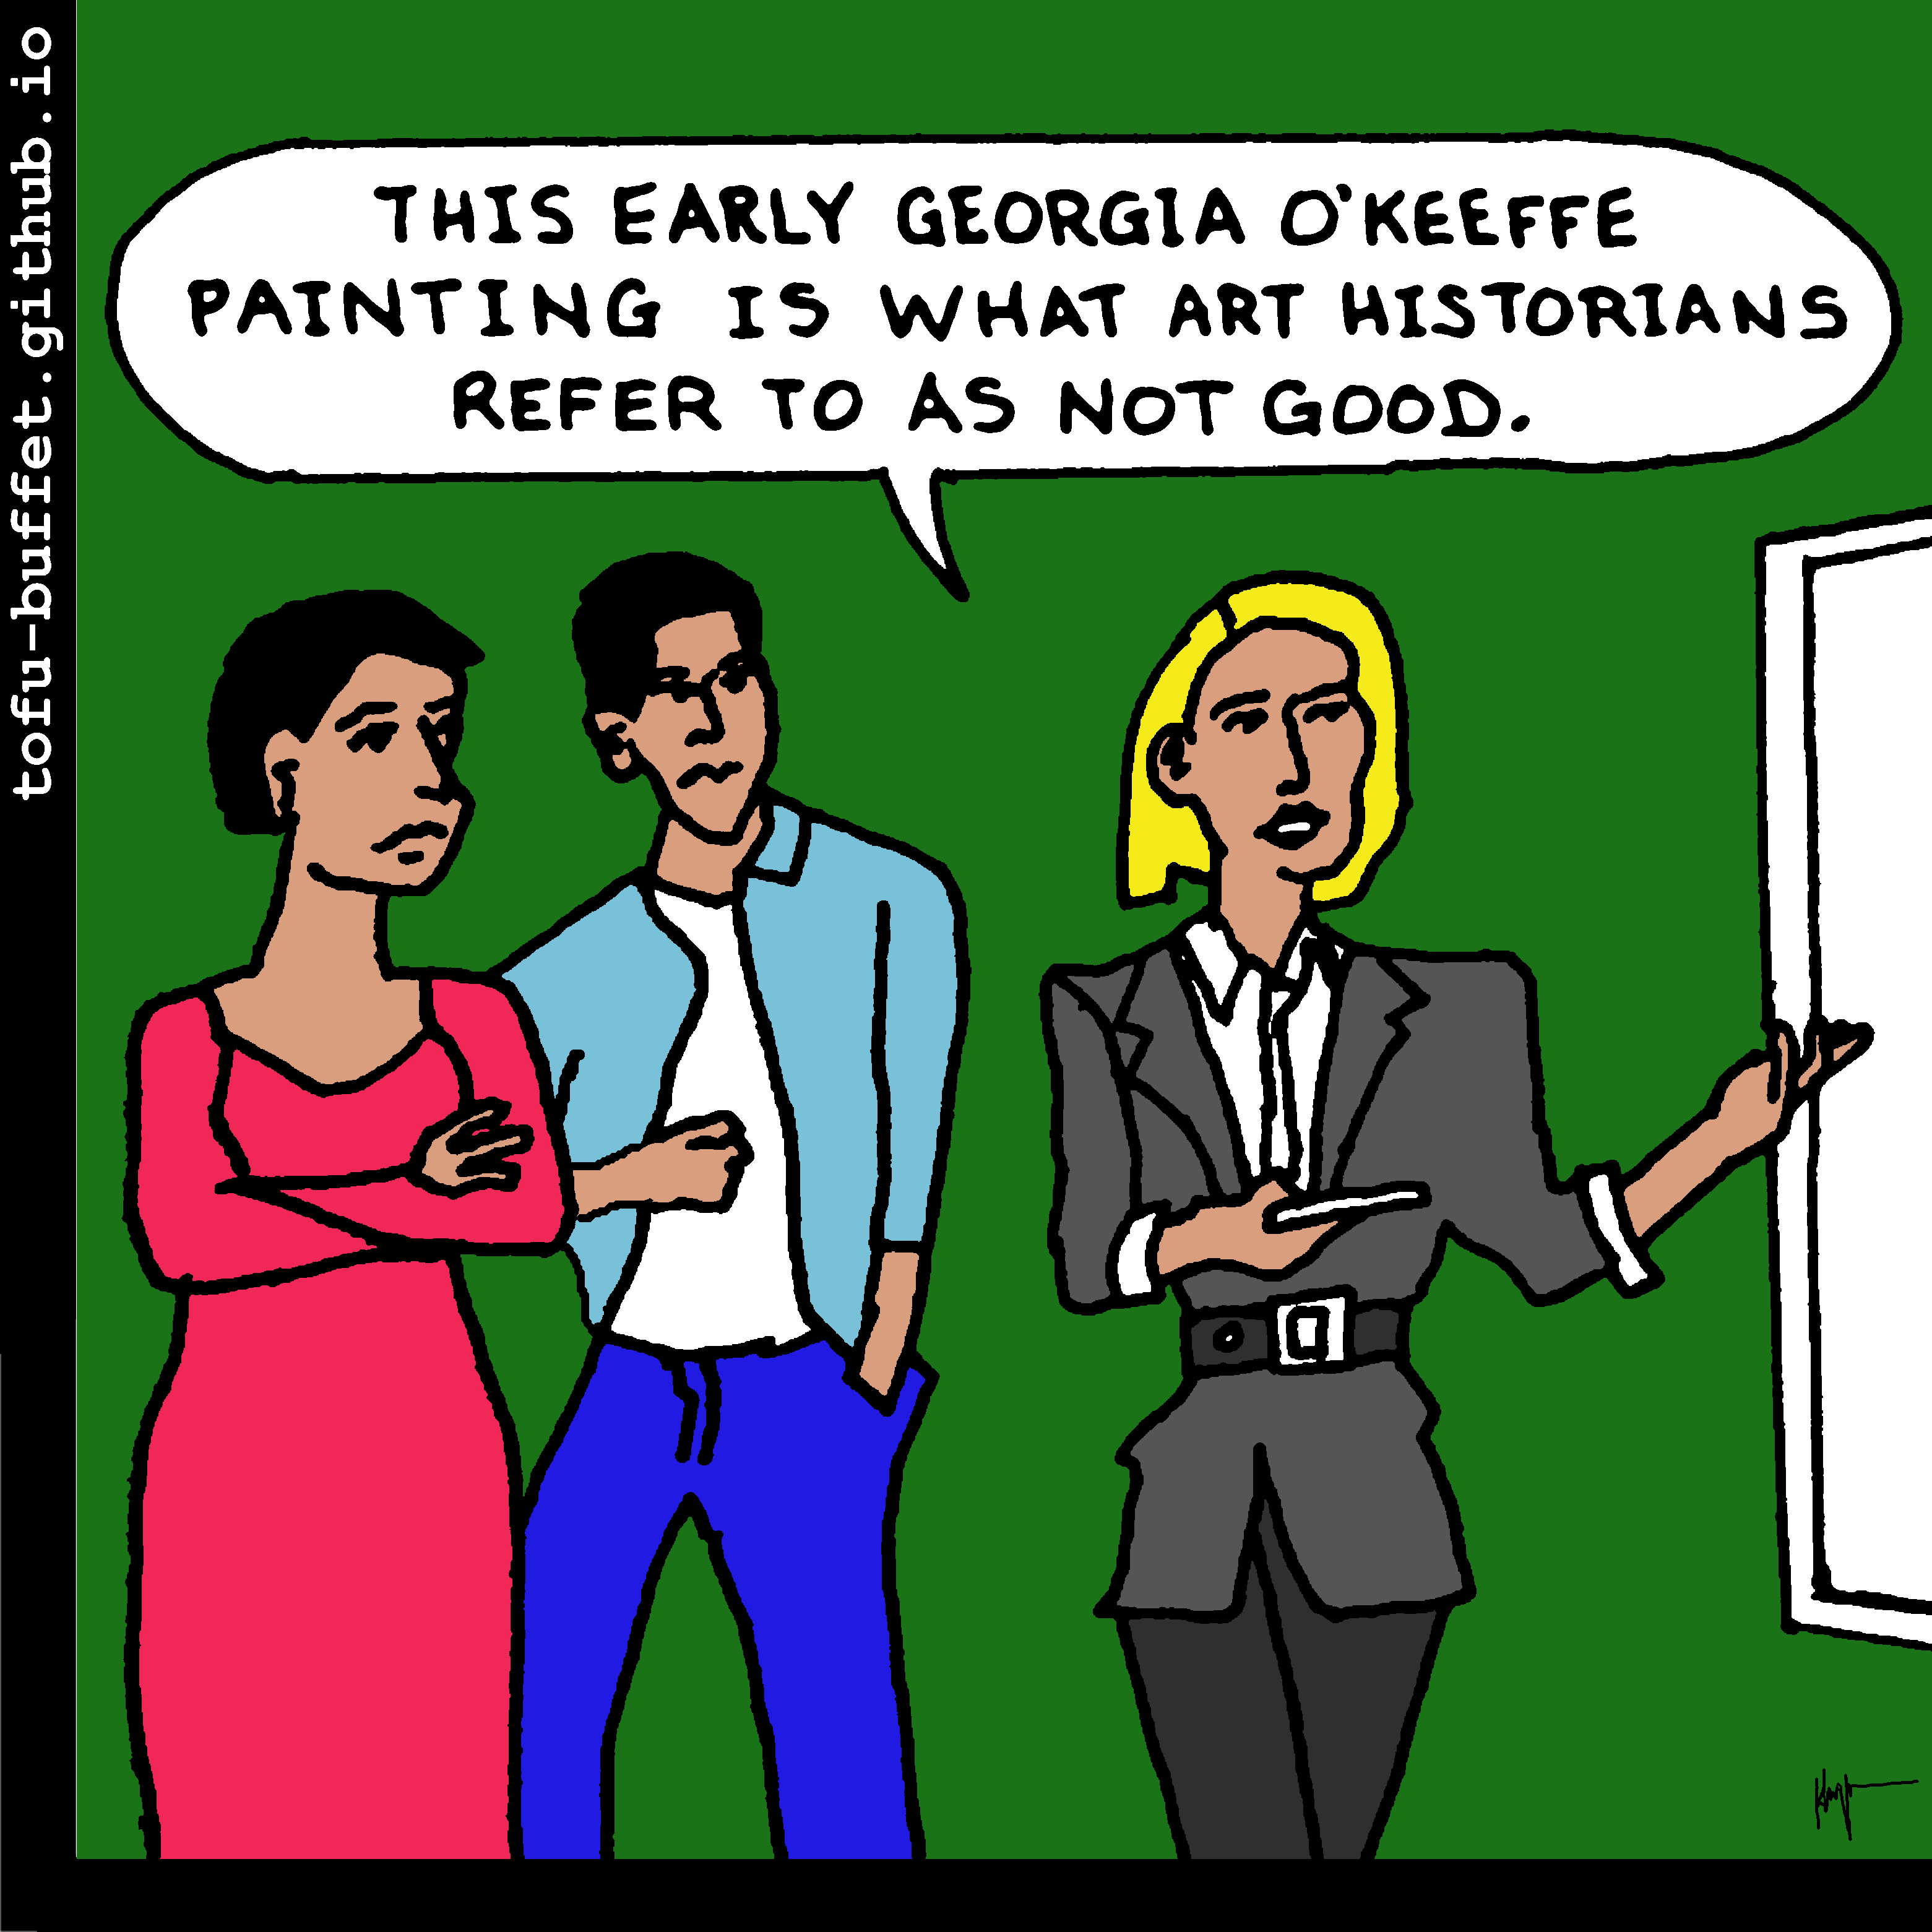 tofu-buffet.github.io
THIS EARLY GEORGIA O'KEEFFE
PAINTING IS WHAT ART HISTORIANS
REFER TO AS NOT GOOD.